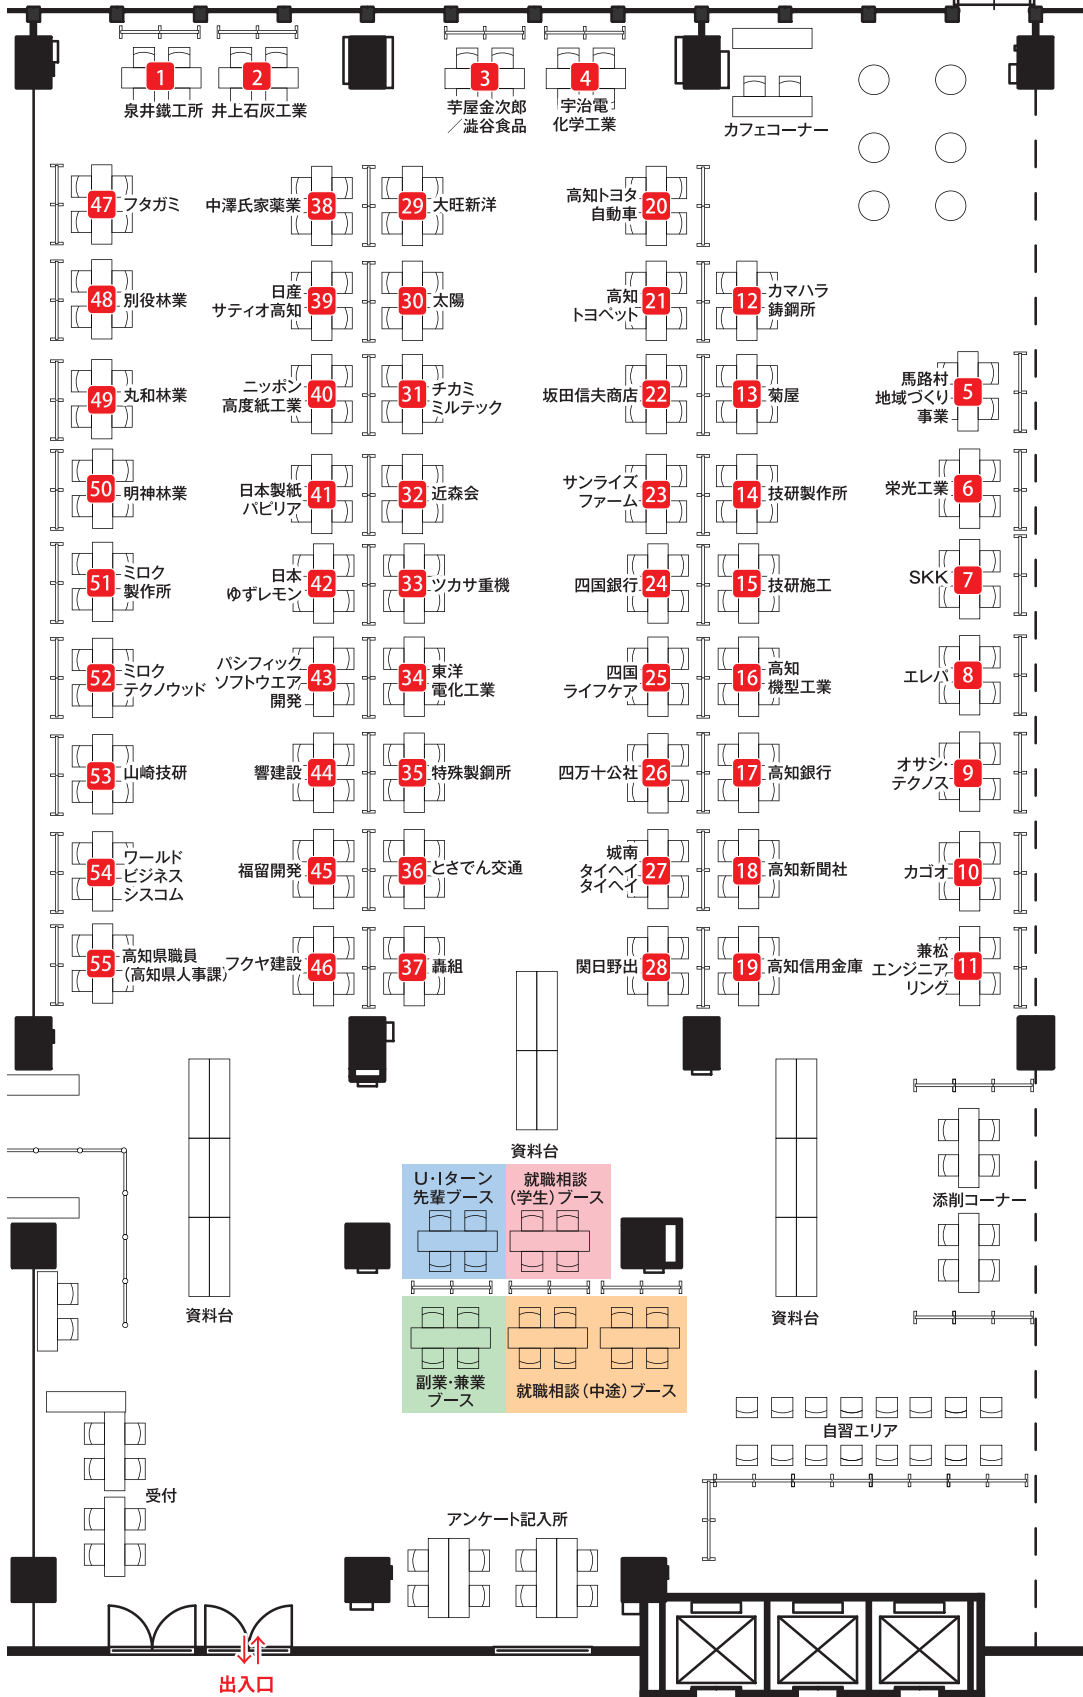 1
泉井鐵工所
2
井上石灰工業
3
芋屋金次郎
／澁谷食品
4
宇治電
化学工業
カフェコーナー
47
フタガミ
中澤氏家薬業
38
29
大旺新洋
高知トヨタ
自動車
20
48
別役林業
日産
サティオ高知
39
30
太陽
高知
トヨペット
21
12
カマハラ
鋳鋼所
49
丸和林業
ニッポン
高度紙工業
40
31
チカミ
ミルテック
坂田信夫商店
22
13
菊屋
馬路村
地域づくり
事業
5
50
明神林業
日本製紙
パピリア
41
32
近森会
サンライズ
ファーム
23
14
技研製作所
栄光工業
6
51
ミロク
製作所
日本
ゆずレモン
42
33
ツカサ重機
四国銀行
24
15
技研施工
SKK
7
52
ミロク
テクノウッド
パシフィック
ソフトウエア
開発
43
34
東洋
電化工業
四国
ライフケア
25
16
高知
機型工業
エレパ
8
53
山崎技研
響建設
44
35
特殊製鋼所
四万十公社
26
17
高知銀行
オサシ・
テクノス
9
54
ワールド
ビジネス
シスコム
福留開発
45
36
とさでん交通
城南
タイヘイ
タイヘイ
27
18
高知新聞社
カゴオ
10
55
高知県職員
（高知県人事課）
フクヤ建設
46
37
轟組
関日野出
28
19
高知信用金庫
兼松
エンジニア
リング
11
資料台
U・Iターン
先輩ブース
就職相談
（学生）ブース
添削コーナー
資料台
資料台
副業・兼業
ブース
就職相談（中途）ブース
自習エリア
受付
アンケート記入所
出入口